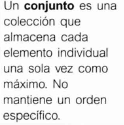 Un conjunto es una
colección que
almacena cada
elemento individual
una sola vez como
máximo. No
mantiene un orden
específico.